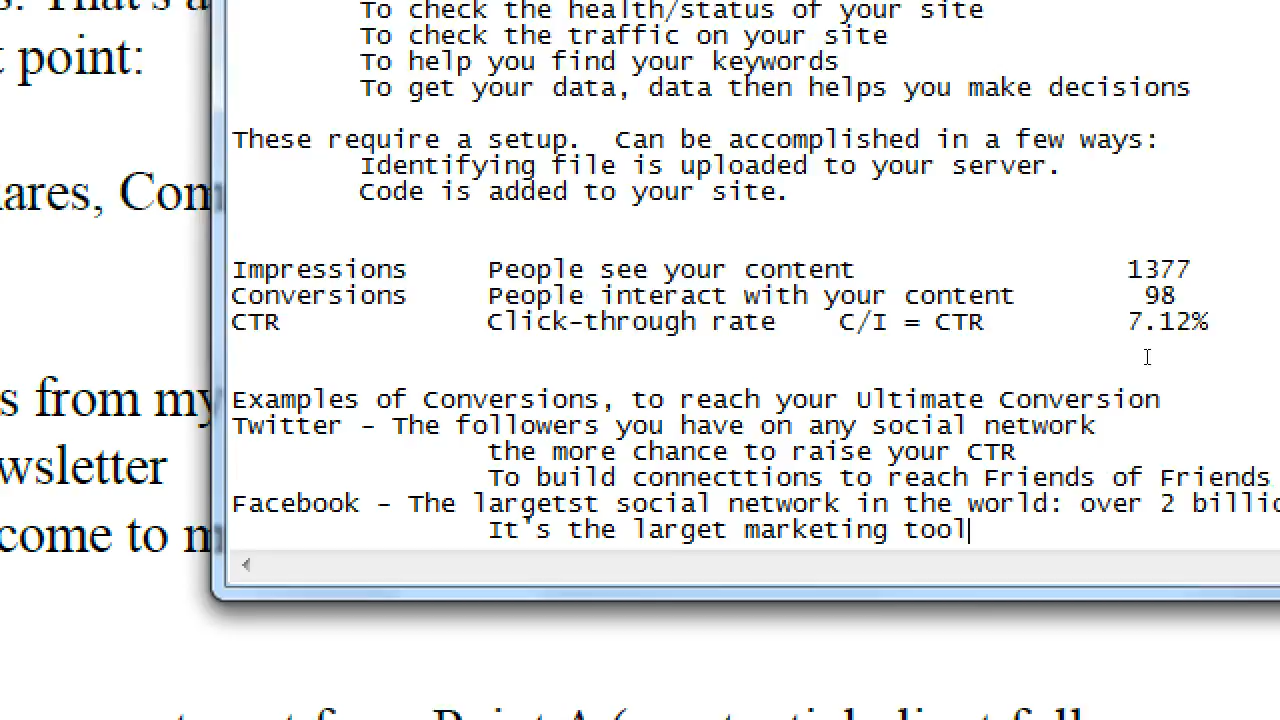 To check the health/status of your site
To check the traffic on your site
t point:
To help you find your keywords
To get your data, data then helps you make decisions
These require a setup.  Can be accomplished in a few ways:
Identifying file is uploaded to your server.
Code is added to your site.
Impressions People see your content 1377
Conversions People interact with your content 98
CTR Click-through rate C/I = CTR 7.12%
s from my
Examples of Conversions, to reach your Ultimate Conversion
Twitter - The followers you have on any social network
the more chance to raise your CTR
wsletter
To build connecttions to reach Friends of Friends
Facebook - The largetst social network in the world: over 2 billio
come to m
It's the larget marketing tool